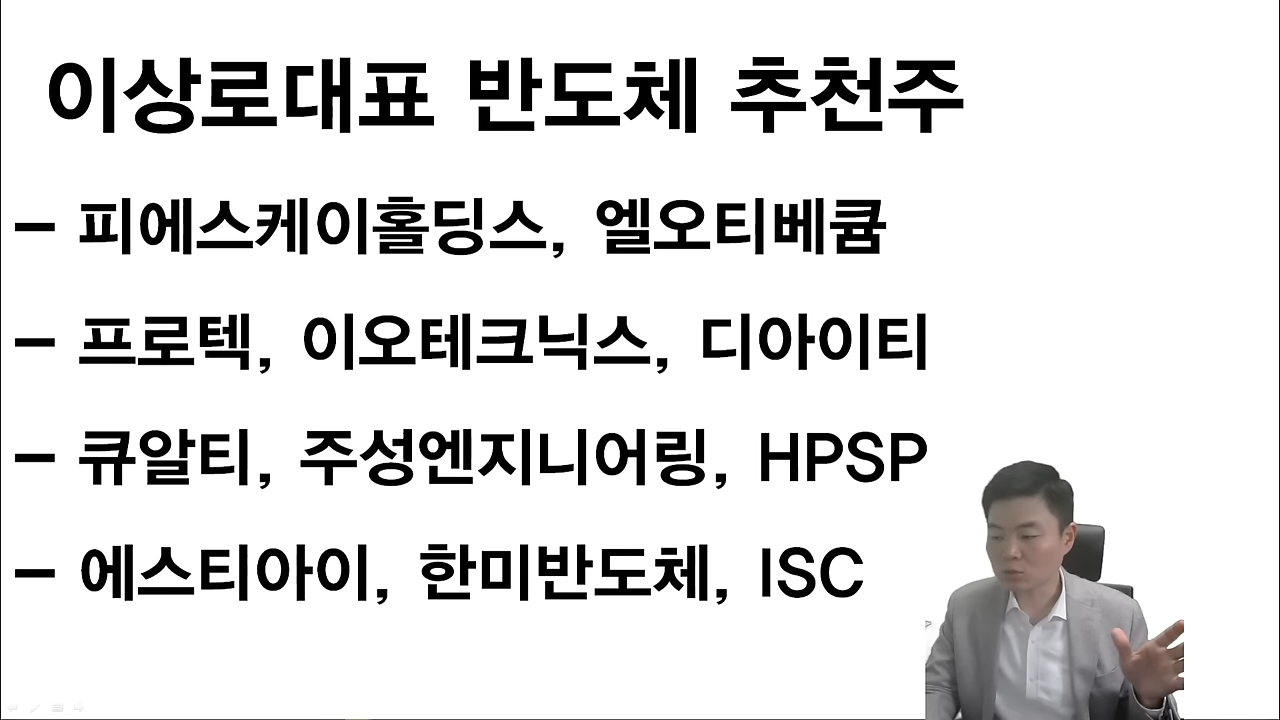 이상로대표 반도체 추천주
- 피에스케이홀딩스, 엘오티베큠
- 프로텍, 이오테크닉스, 디아이티
- 큐알티, 주성엔지니어링, HPSP
- 에스티아이, 한미반도체, ISC